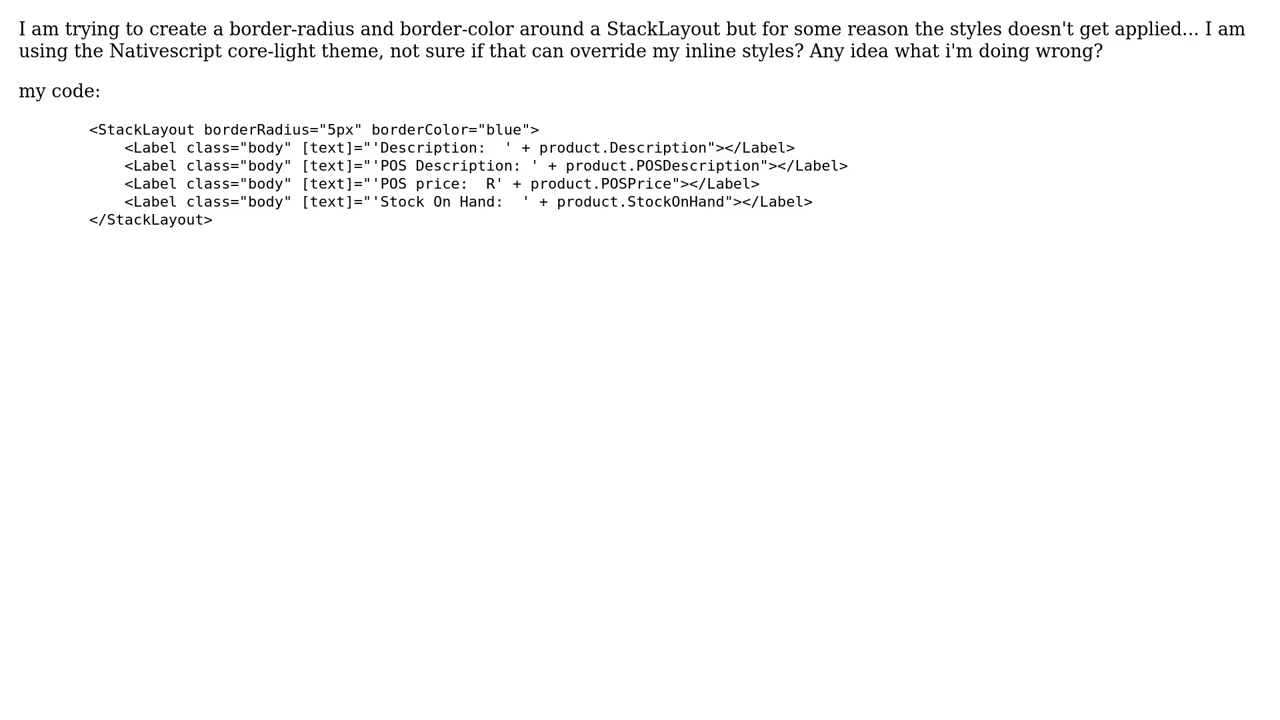 I am trying to create a border-radius and border-color around a StackLayout but for some reason the styles doesn't get applied... I am
using the Nativescript core-light theme, not sure if that can override my inline styles? Any idea what i'm doing wrong?
my code:
<StackLayout borderRadius="5px" borderColor="blue">
    <Label class="body" [text]="'Description:  ' + product.Description"></Label>
    <Label class="body" [text]="'POS Description: ' + product.POSDescription"></Label>
    <Label class="body" [text]="'POS price:  R' + product.POSPrice"></Label>
    <Label class="body" [text]="'Stock On Hand:  ' + product.StockOnHand"></Label>
</StackLayout>